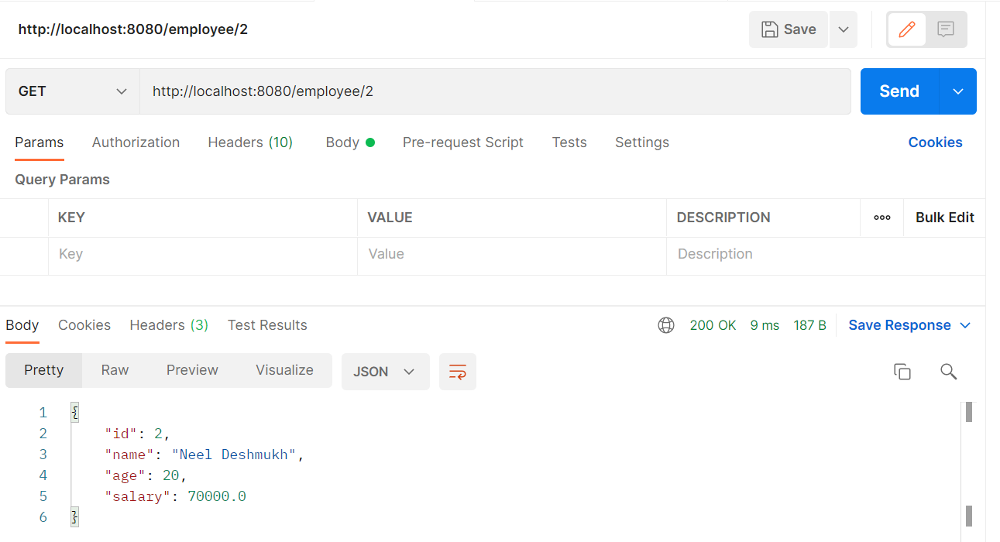 http://localhost:8080/employee/2 Save
GET http://localhost:8080/employee/2 Send
Params Authorization Headers (10) Body Pre-request Script Tests Settings Cookies
Query Params
KEY VALUE DESCRIPTION Bulk Edit
Key Value Description
Body Cookies Headers (3) Test Results 200 OK 9 ms 187 B Save Response
Pretty Raw Preview Visualize JSON
1 {
2 "id": 2,
3 "name": "Neel Deshmukh",
4 "age": 20,
5 "salary": 70000.0
6 }